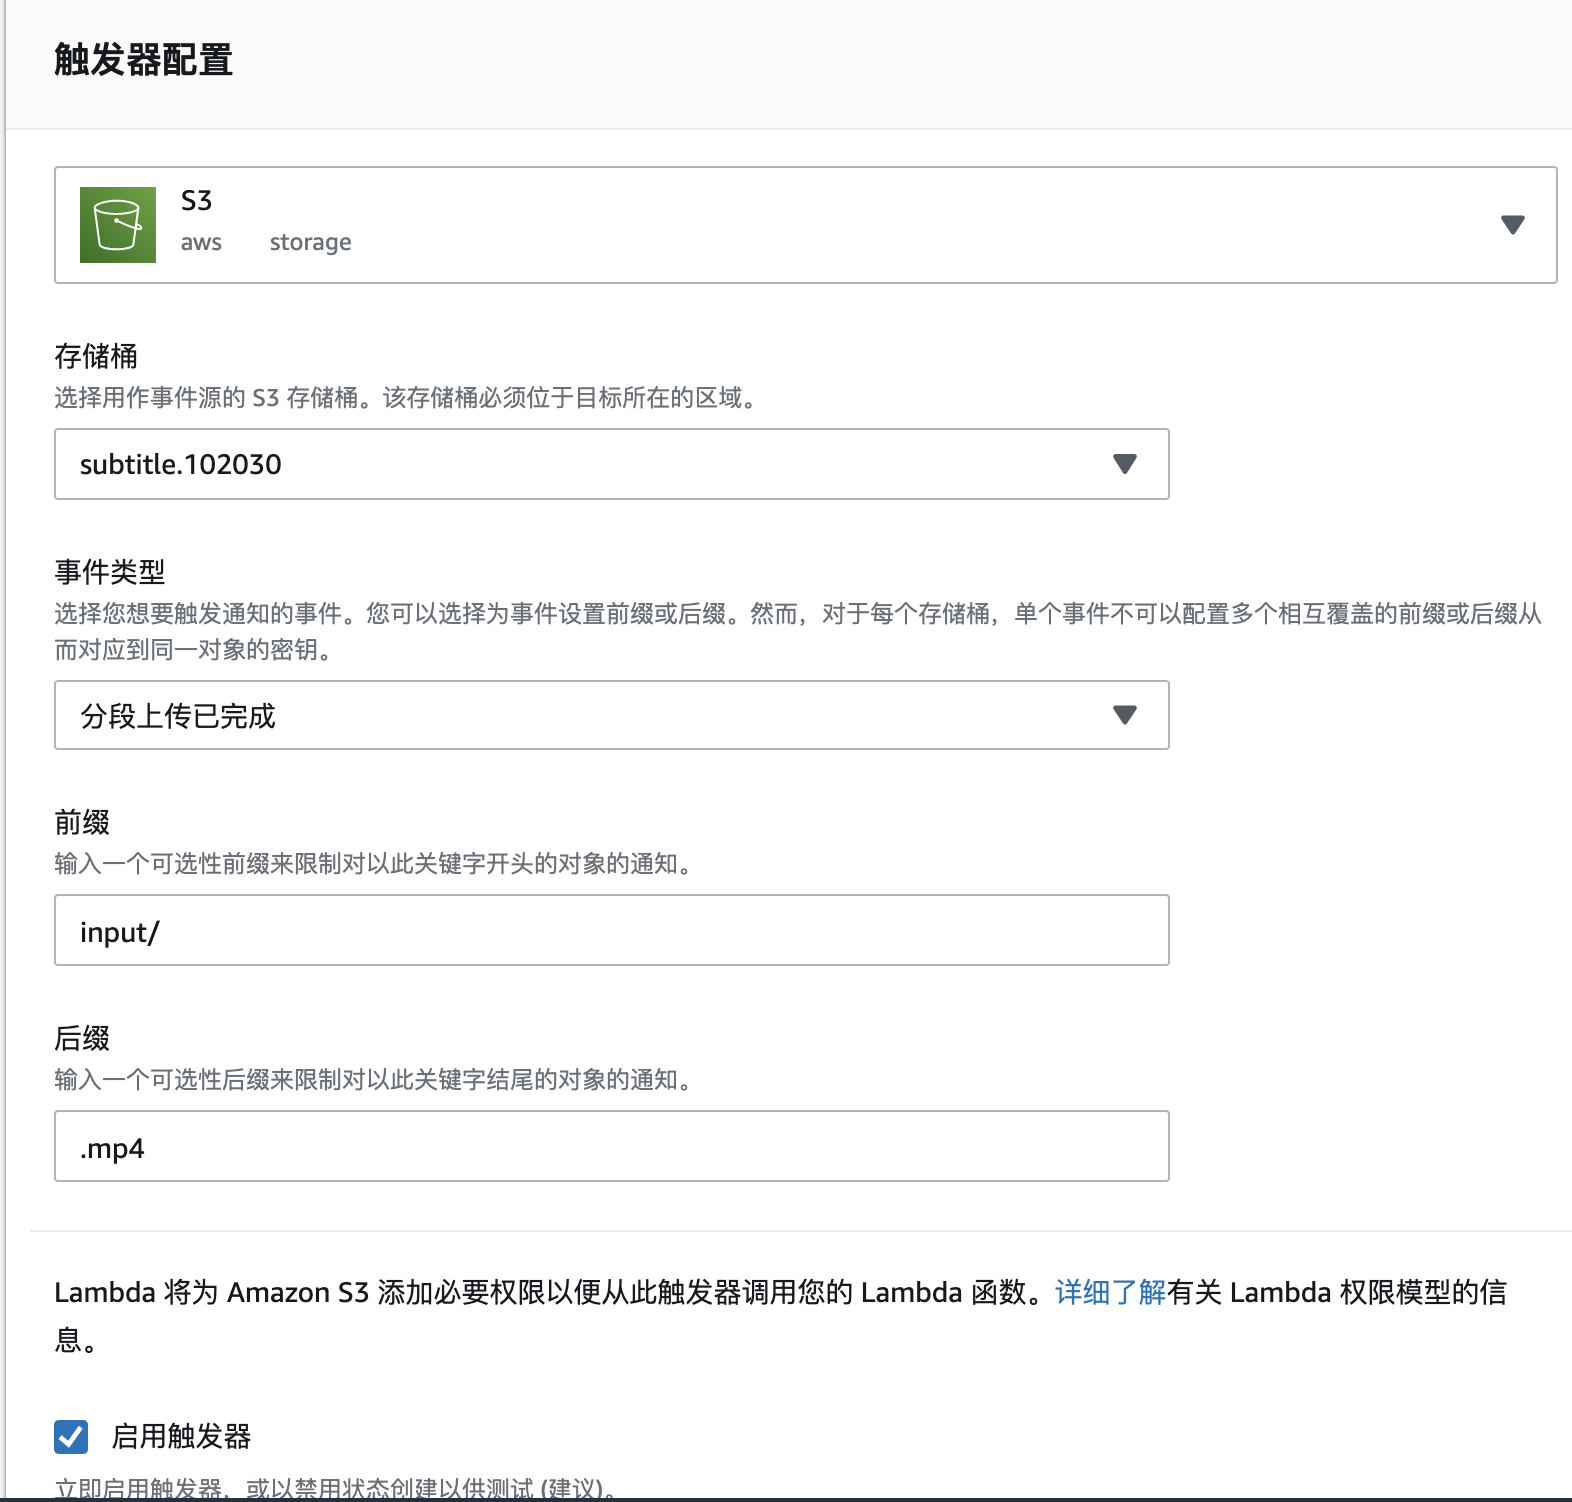 触发器配置
S3
aws storage
存储桶
选择用作事件源的 S3 存储桶。该存储桶必须位于目标所在的区域。
subtitle.102030
事件类型
选择您想要触发通知的事件。您可以选择为事件设置前缀或后缀。然而，对于每个存储桶，单个事件不可以配置多个相互覆盖的前缀或后缀从
而对应到同一对象的密钥。
分段上传已完成
前缀
输入一个可选性前缀来限制对以此关键字开头的对象的通知。
input/
后缀
输入一个可选性后缀来限制对以此关键字结尾的对象的通知。
.mp4
Lambda 将为 Amazon S3 添加必要权限以便从此触发器调用您的 Lambda 函数。详细了解有关 Lambda 权限模型的信
息。
启用触发器
立即启用触发器，或以禁用状态创建以供测试 (建议)。